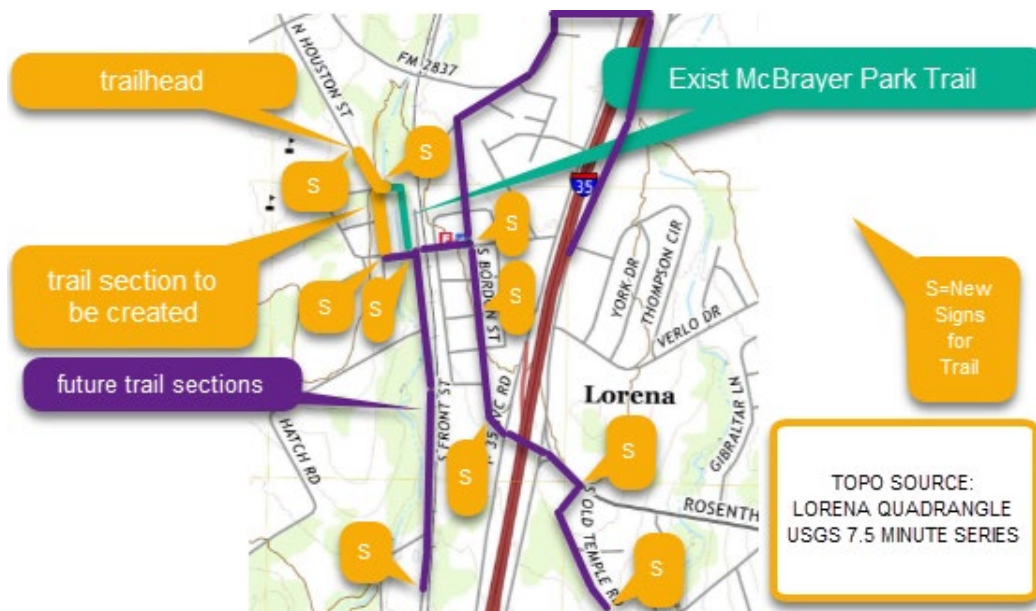 trailhead
N HOUSTON ST
FM 2837
Exist McBrayer Park Trail
S
S
35
trail section to
be created
S
S
S
S
S BORDEN ST
YORK DR
THOMPSON CIR
VERLO DR
S=New
Signs
for
Trail
future trail sections
S FRONT ST
VC RD
Lorena
HATCH RD
GIBRALTAR LN
S
S
ROSENTH
S OLD TEMPLE RD
S
S
TOPO SOURCE:
LORENA QUADRANGLE
USGS 7.5 MINUTE SERIES